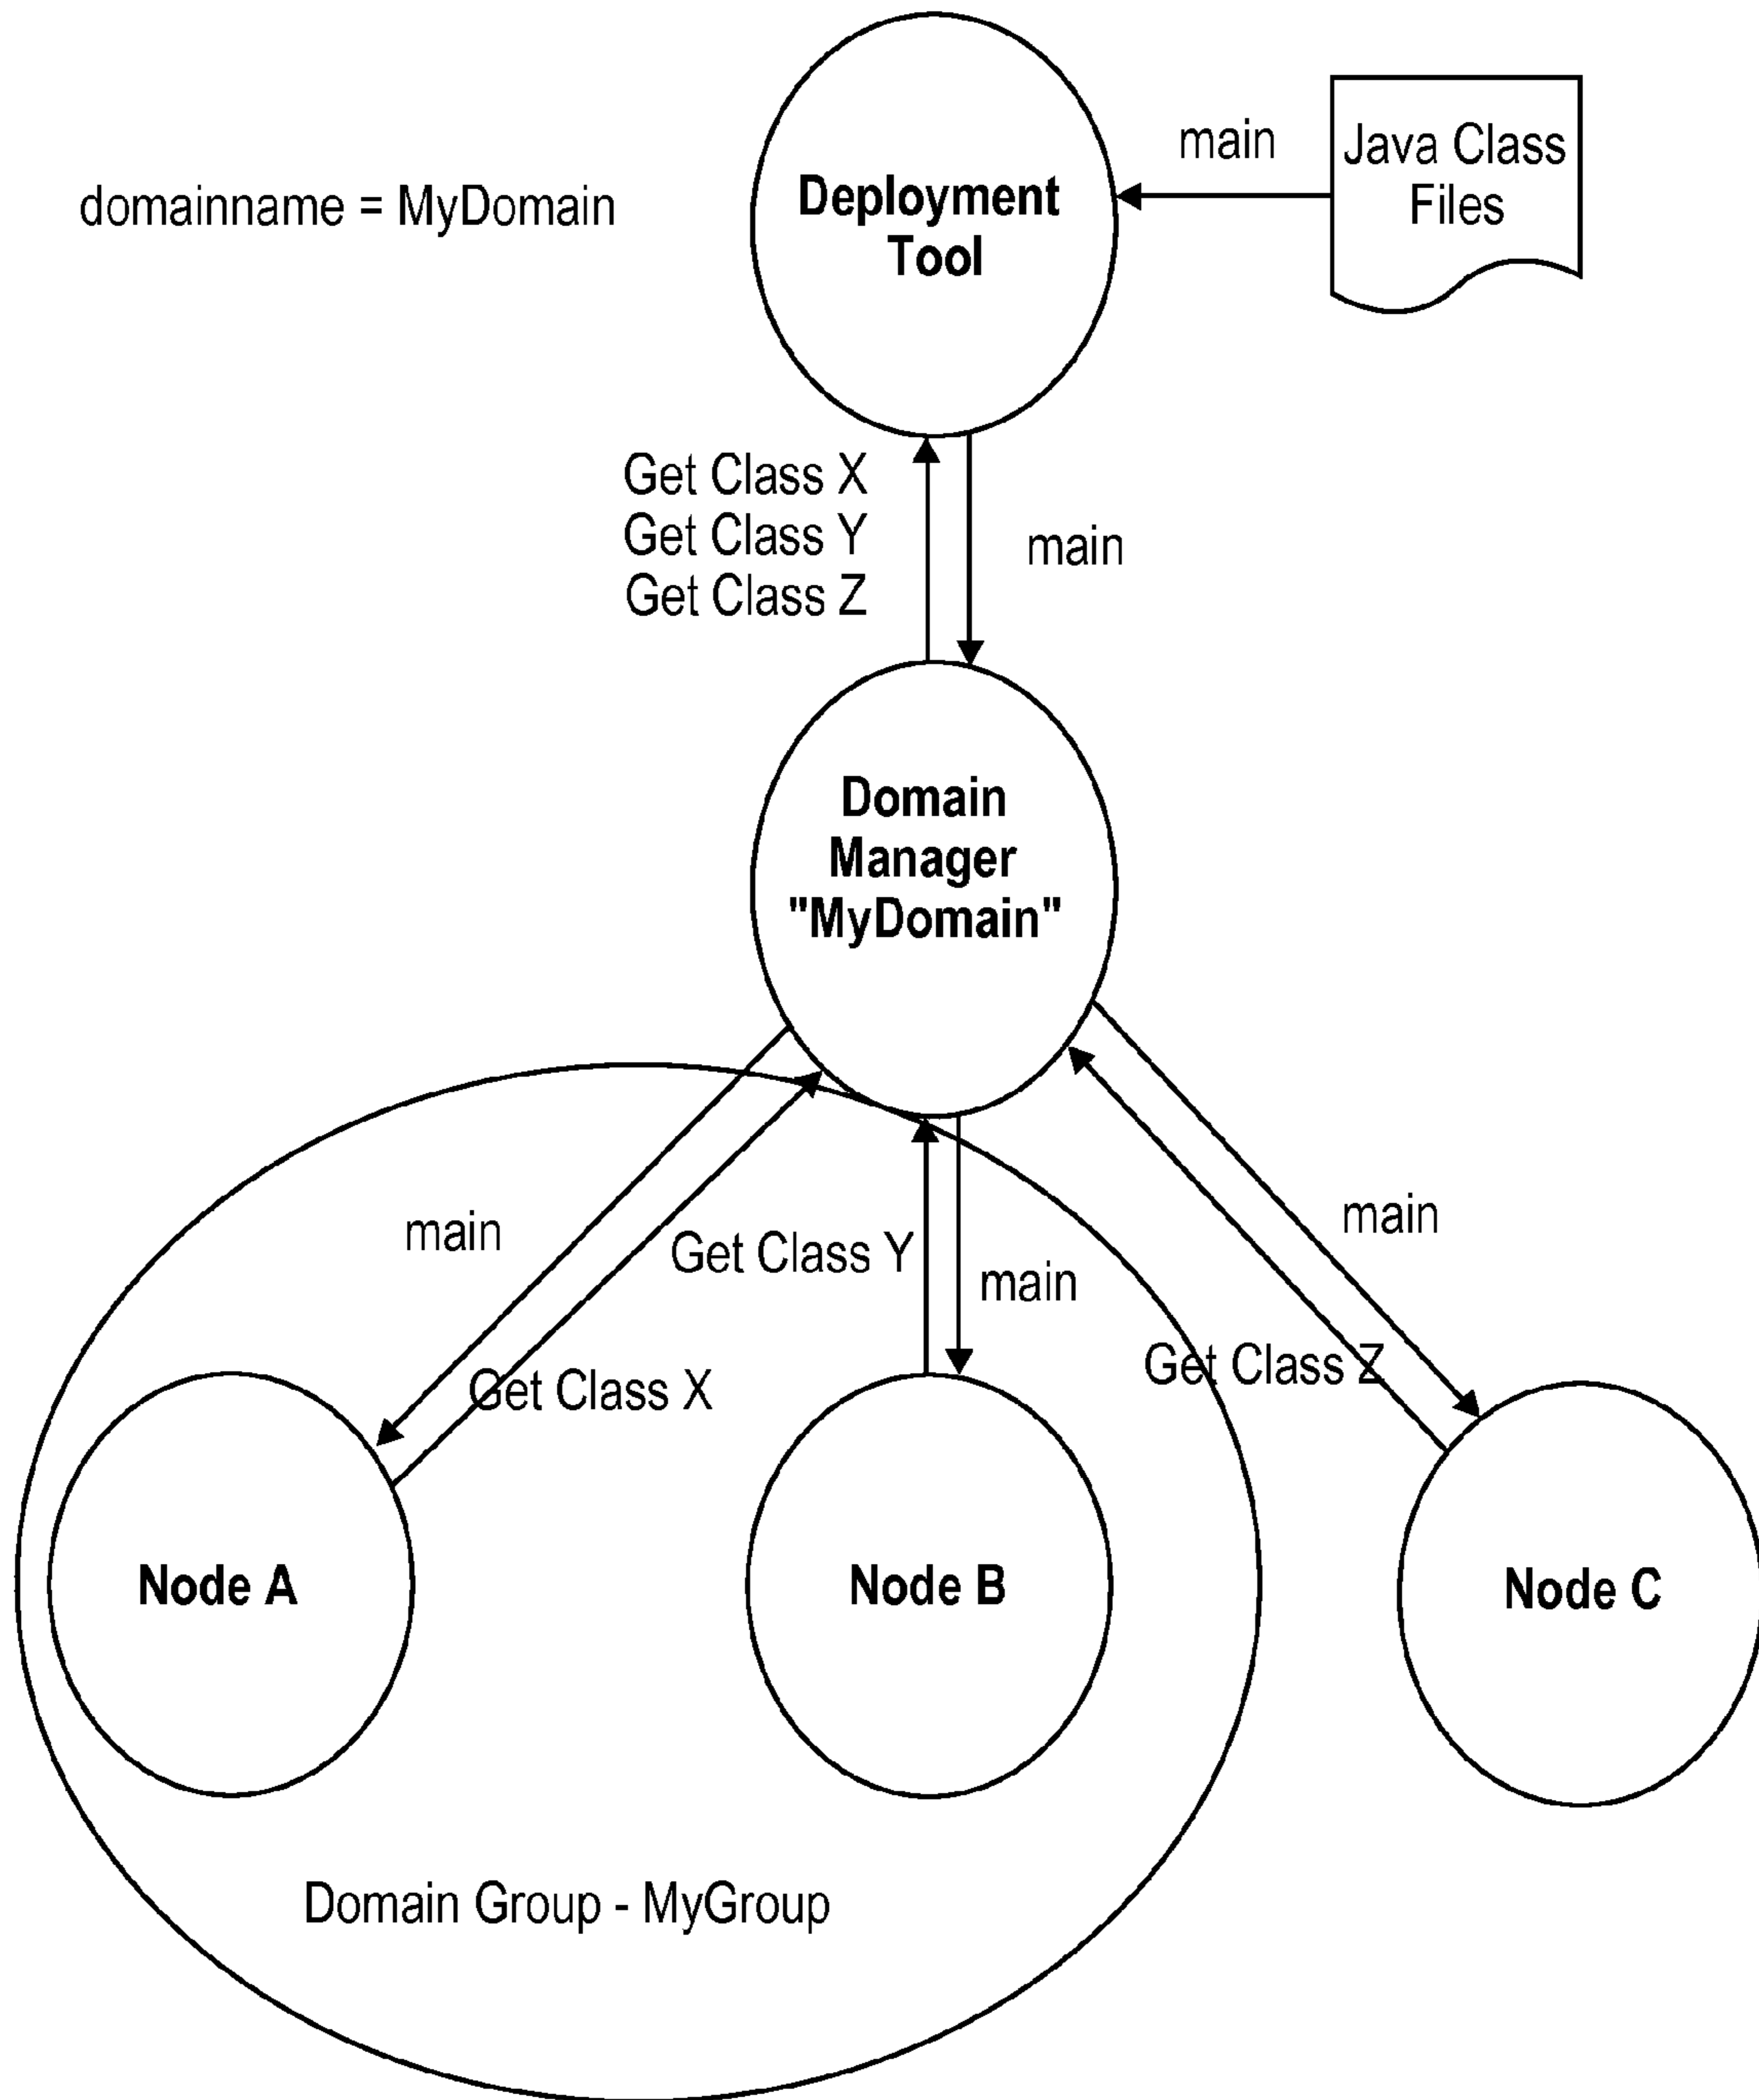 main
Java Class
Files
domainname = MyDomain
Deployment
Tool
Get Class X
Get Class Y
Get Class Z
main
Domain
Manager
"MyDomain"
main
Get Class Y
main
main
Get Class X
Get Class Z
Node A
Node B
Node C
Domain Group - MyGroup